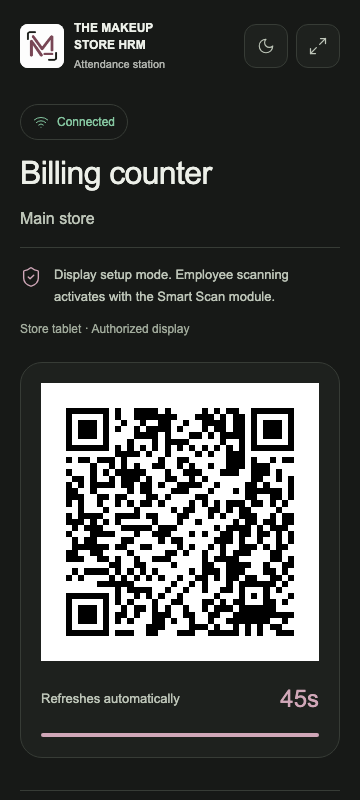 THE MAKEUP
STORE HRM
Attendance station
Connected
Billing counter
Main store
Display setup mode. Employee scanning
activates with the Smart Scan module.
Store tablet · Authorized display
Refreshes automatically
45s